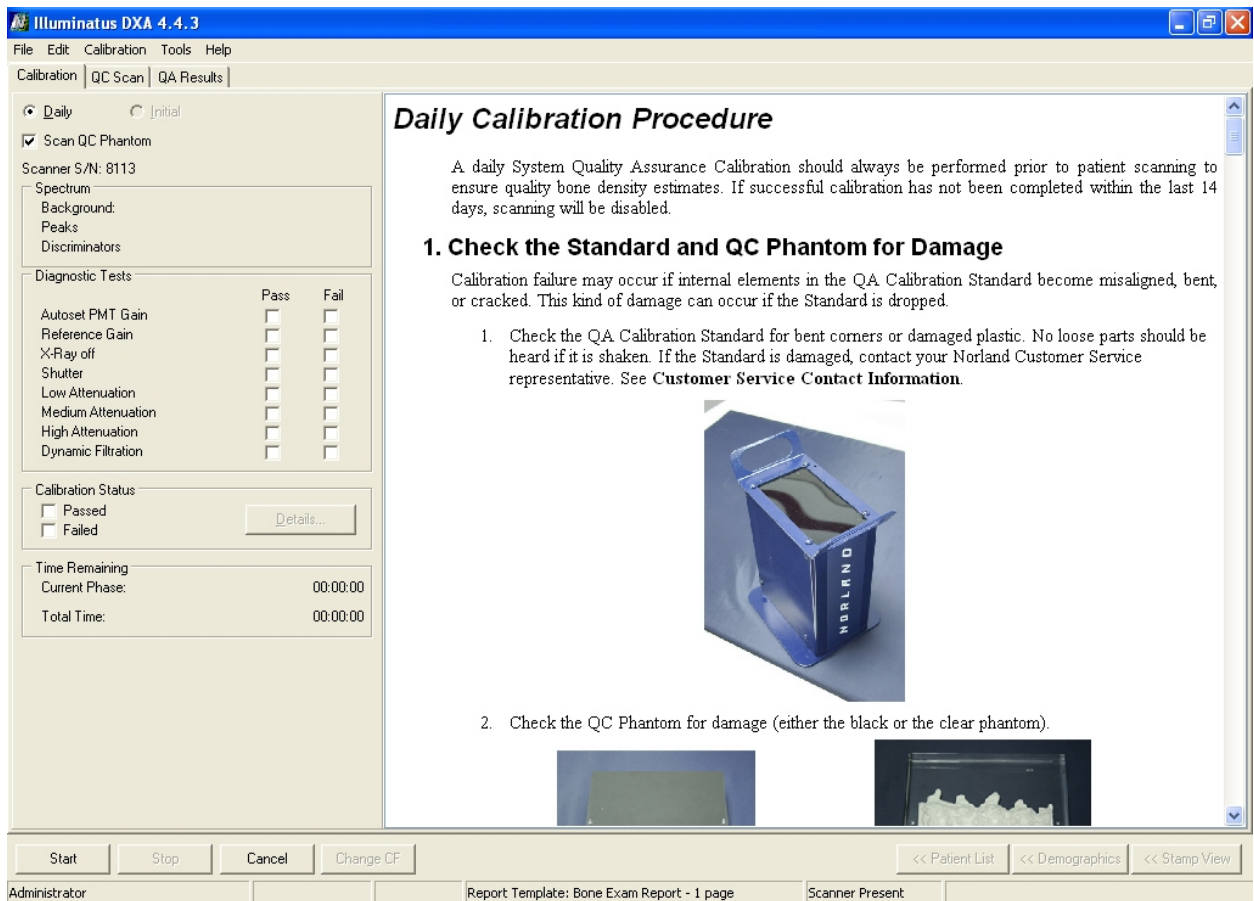 Illuminatus DXA 4.4.3
File Edit Calibration Tools Help
Calibration QC Scan QA Results
Daily Initial
Scan QC Phantom
Scanner S/N: 8113
Spectrum
Background:
Peaks
Discriminators
Diagnostic Tests
Pass Fail
Autoset PMT Gain
Reference Gain
X-Ray off
Shutter
Low Attenuation
Medium Attenuation
High Attenuation
Dynamic Filtration
Calibration Status
Passed
Failed
Details...
Time Remaining
Current Phase: 00:00:00
Total Time: 00:00:00
Daily Calibration Procedure
A daily System Quality Assurance Calibration should always be performed prior to patient scanning to
ensure quality bone density estimates. If successful calibration has not been completed within the last 14
days, scanning will be disabled.
1. Check the Standard and QC Phantom for Damage
Calibration failure may occur if internal elements in the QA Calibration Standard become misaligned, bent,
or cracked. This kind of damage can occur if the Standard is dropped.
1. Check the QA Calibration Standard for bent corners or damaged plastic. No loose parts should be
heard if it is shaken. If the Standard is damaged, contact your Norland Customer Service
representative. See Customer Service Contact Information.
NORLAND
2. Check the QC Phantom for damage (either the black or the clear phantom).
Start Stop Cancel Change CF << Patient List << Demographics << Stamp View
Administrator Report Template: Bone Exam Report - 1 page Scanner Present